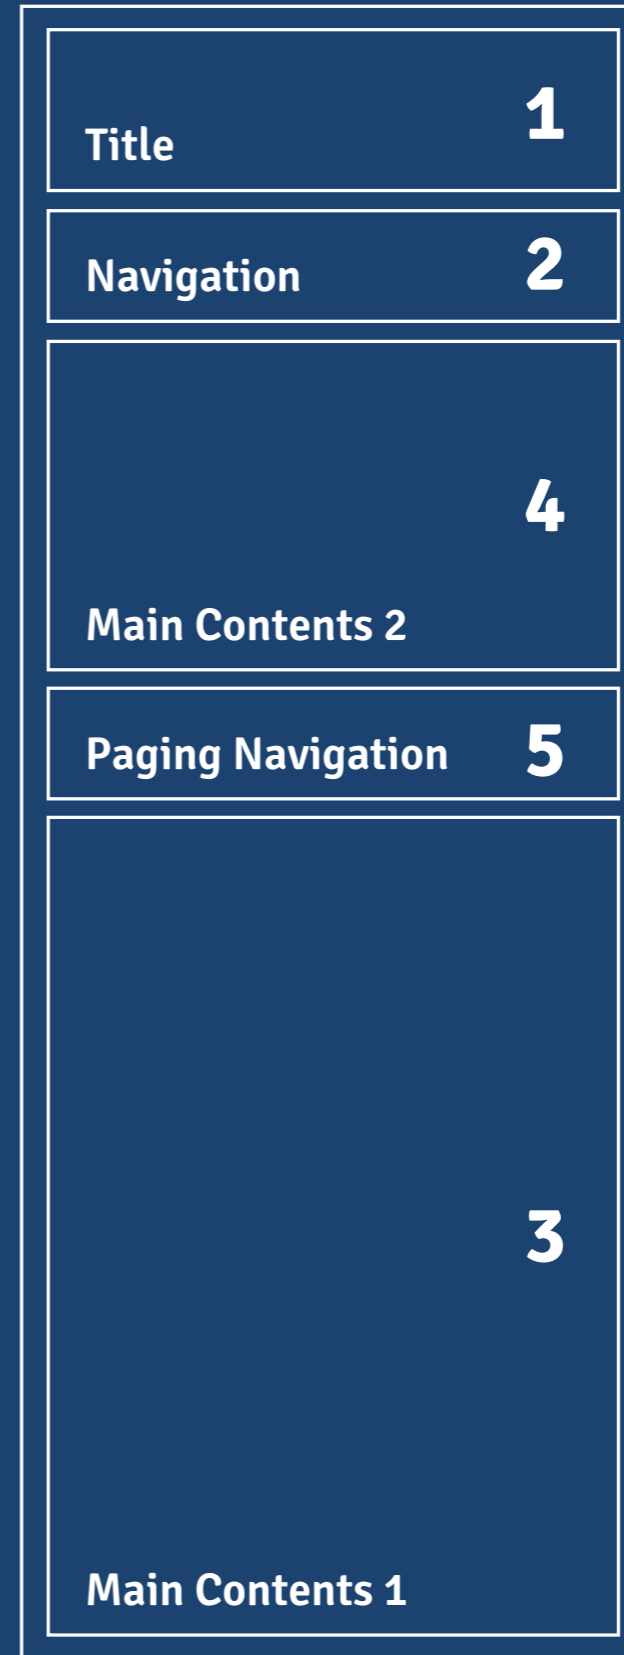 1
Title
2
Navigation
4
Main Contents 2
Paging Navigation 5
3
Main Contents 1